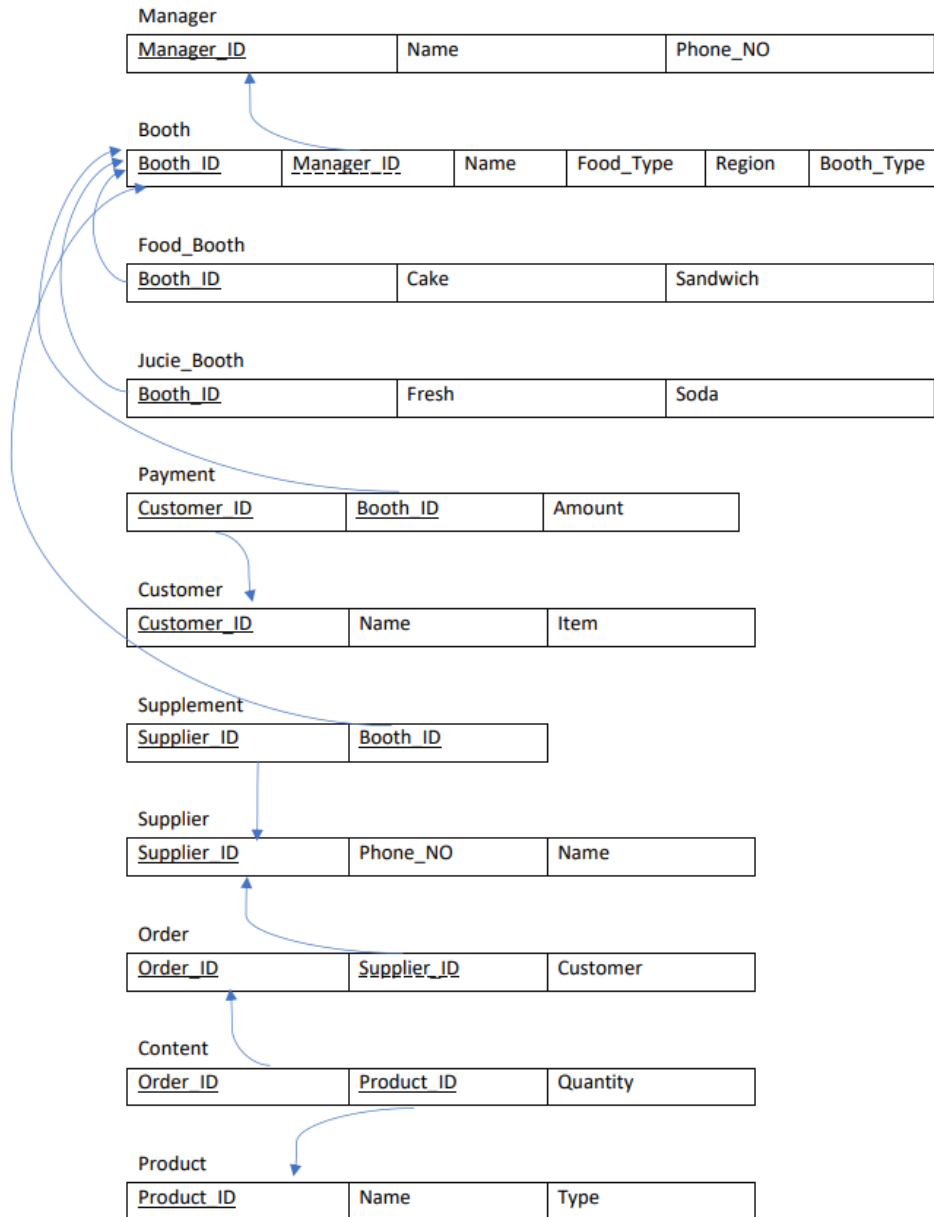 Manager
Manager_ID Name Phone_NO
Booth
Booth_ID Manager_ID Name Food_Type Region Booth_Type
Food_Booth
Booth_ID Cake Sandwich
Jucie_Booth
Booth_ID Fresh Soda
Payment
Customer_ID Booth_ID Amount
Customer
Customer_ID Name Item
Supplement
Supplier_ID Booth_ID
Supplier
Supplier_ID Phone_NO Name
Order
Order_ID Supplier_ID Customer
Content
Order_ID Product_ID Quantity
Product
Product_ID Name Type